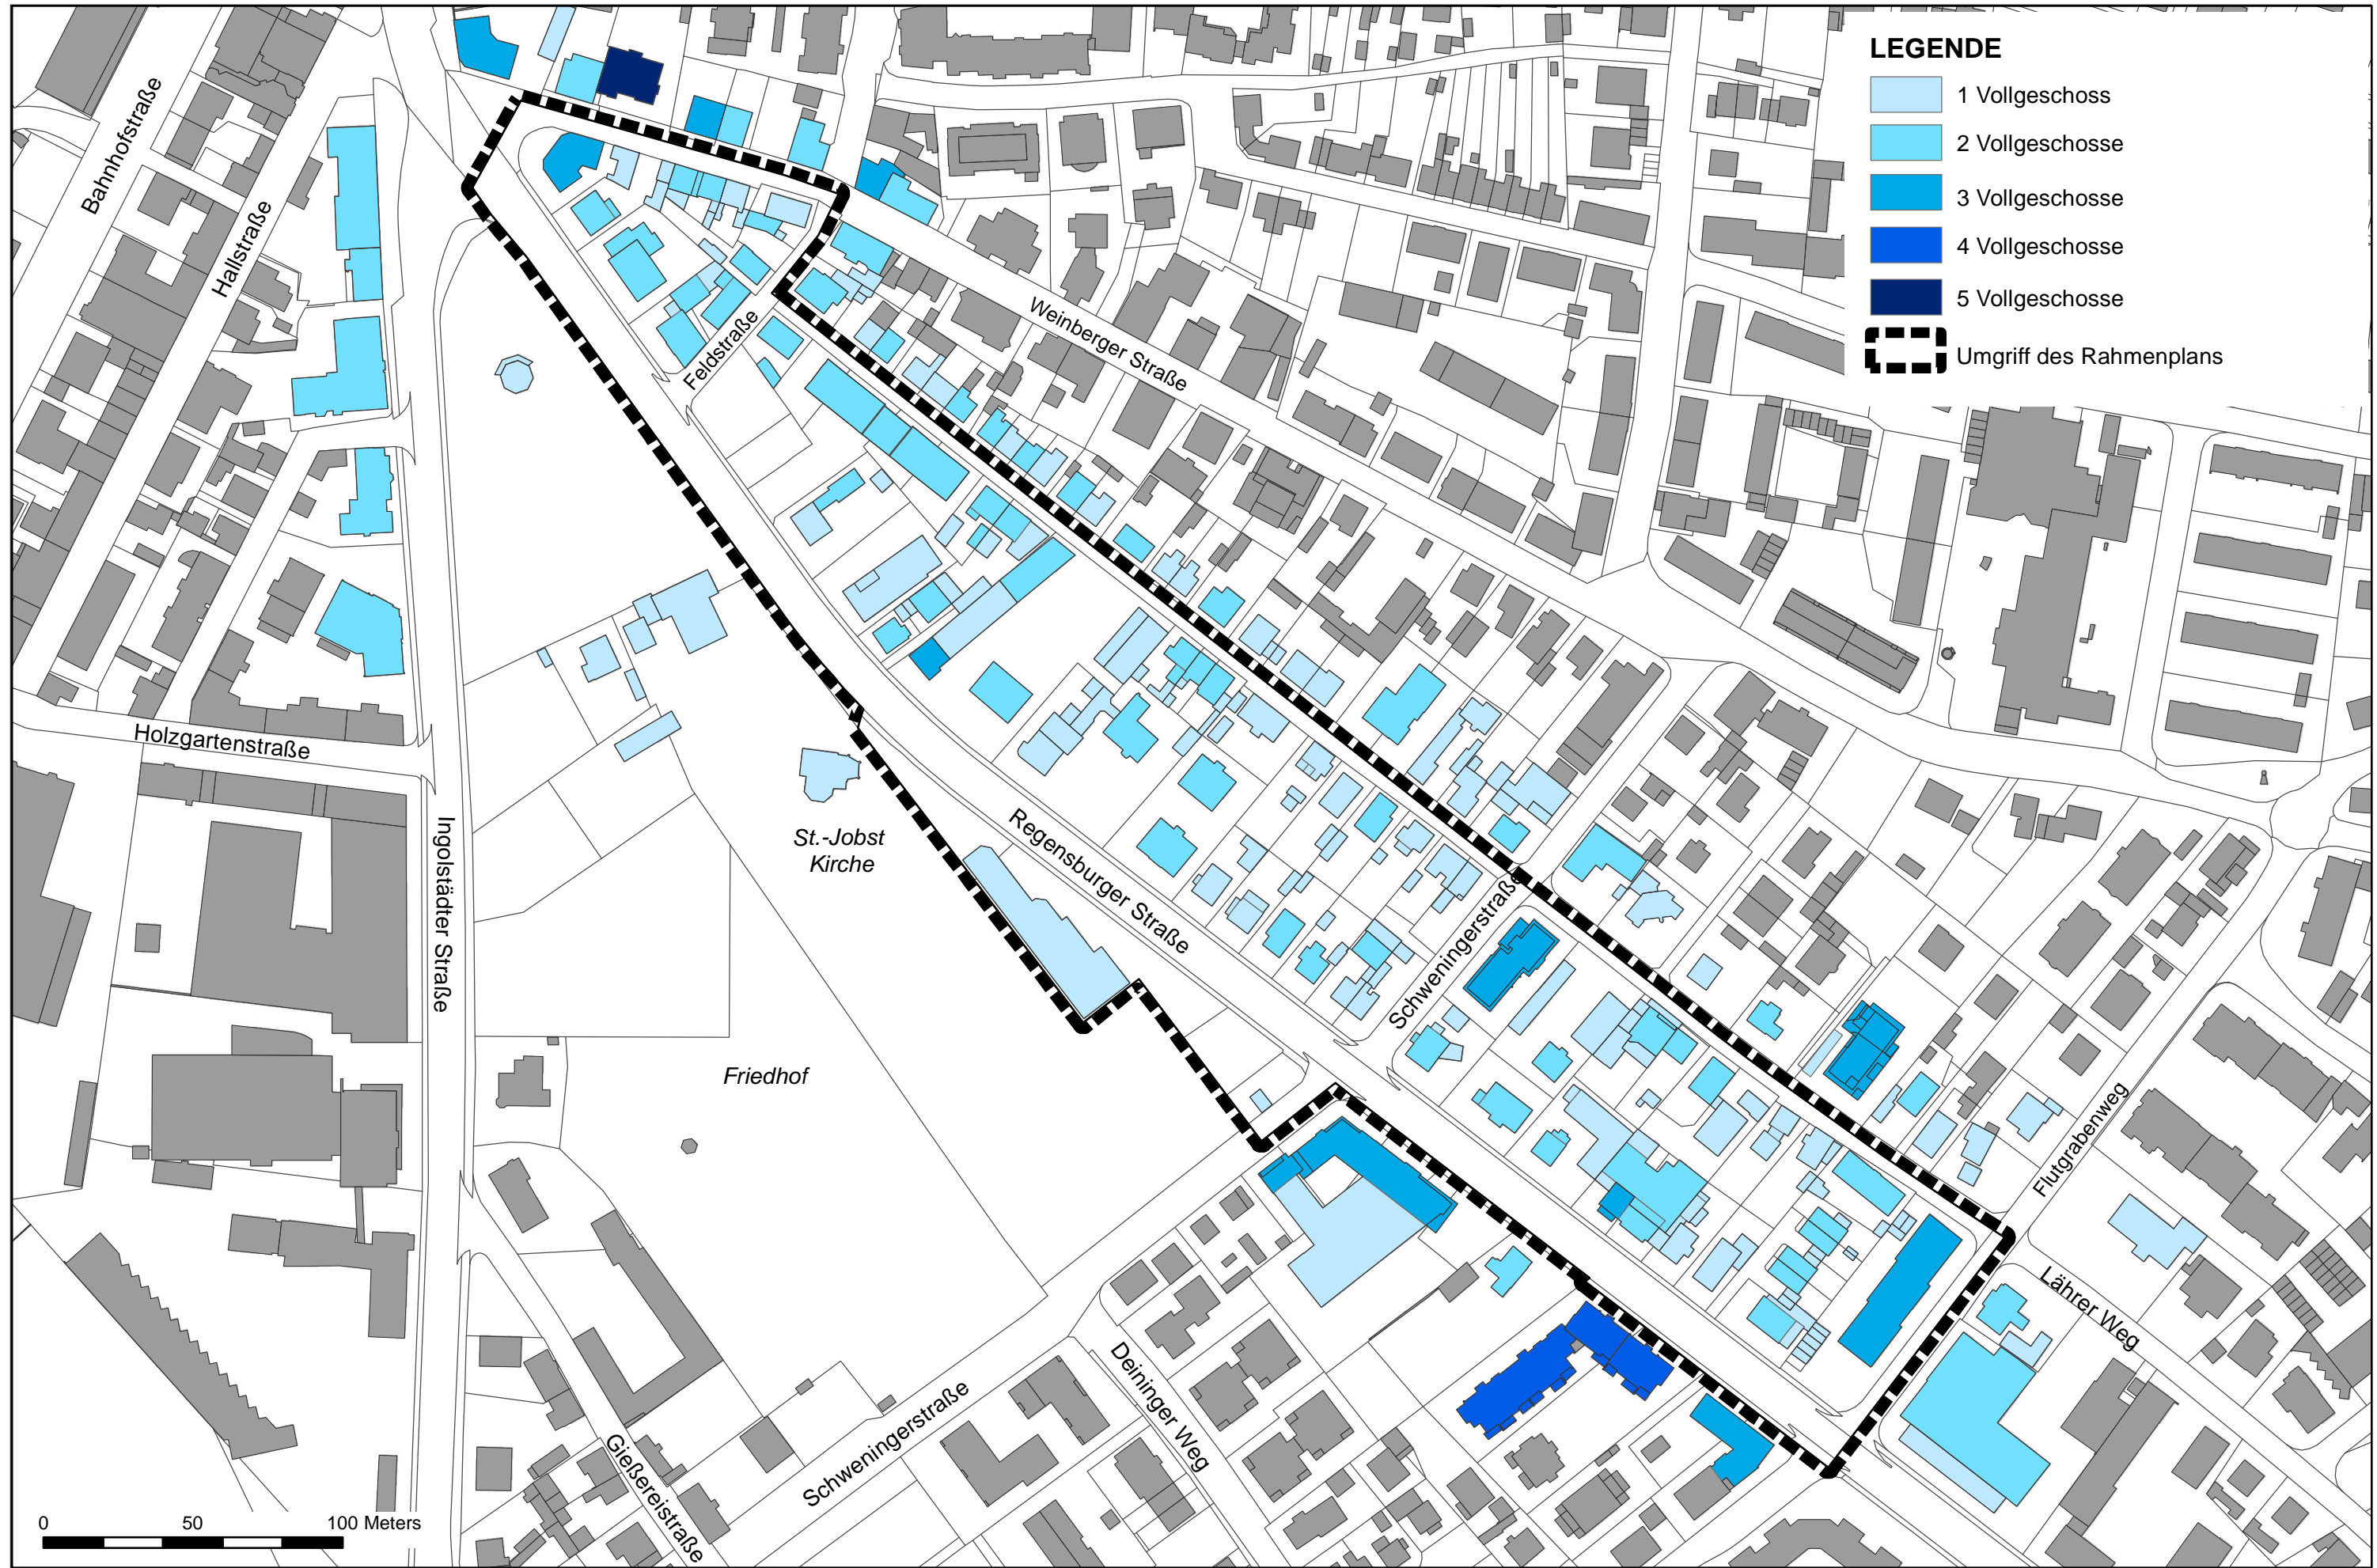 LEGENDE
1 Vollgeschoss
2 Vollgeschosse
3 Vollgeschosse
4 Vollgeschosse
5 Vollgeschosse
Umgriff des Rahmenplans
Bahnhofstraße
Hallstraße
Weinberger Straße
Feldstraße
Holzgartenstraße
Ingolstädter Straße
St.-Jobst
Kirche
Regensburger Straße
Schweningerstraße
Friedhof
Flutgrabenweg
Lährer Weg
Deininger Weg
Schweningerstraße
Gießereistraße
0 50 100 Meters